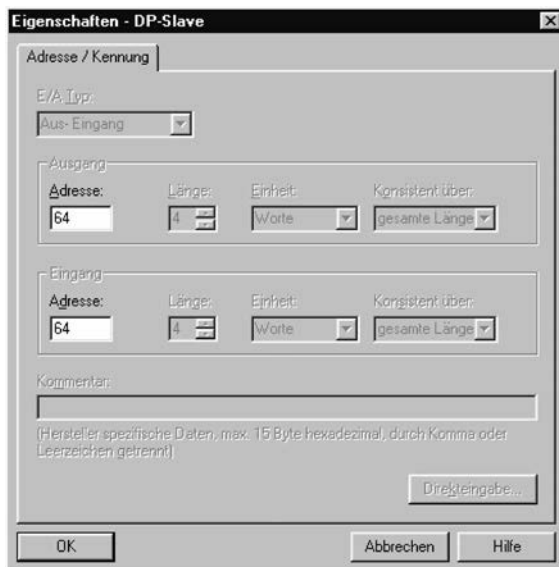 Eigenschaften - DP-Slave
Adresse / Kennung
E/A Typ:
Aus- Eingang
Ausgang
Adresse: Länge: Einheit: Konsistent über:
64 4 Worte gesamte Länge
Eingang
Adresse: Länge: Einheit: Konsistent über:
64 4 Worte gesamte Länge
Kommentar:
(Hersteller spezifische Daten, max. 15 Byte hexadezimal, durch Komma oder
Leerzeichen getrennt)
Direkteingabe...
OK Abbrechen Hilfe